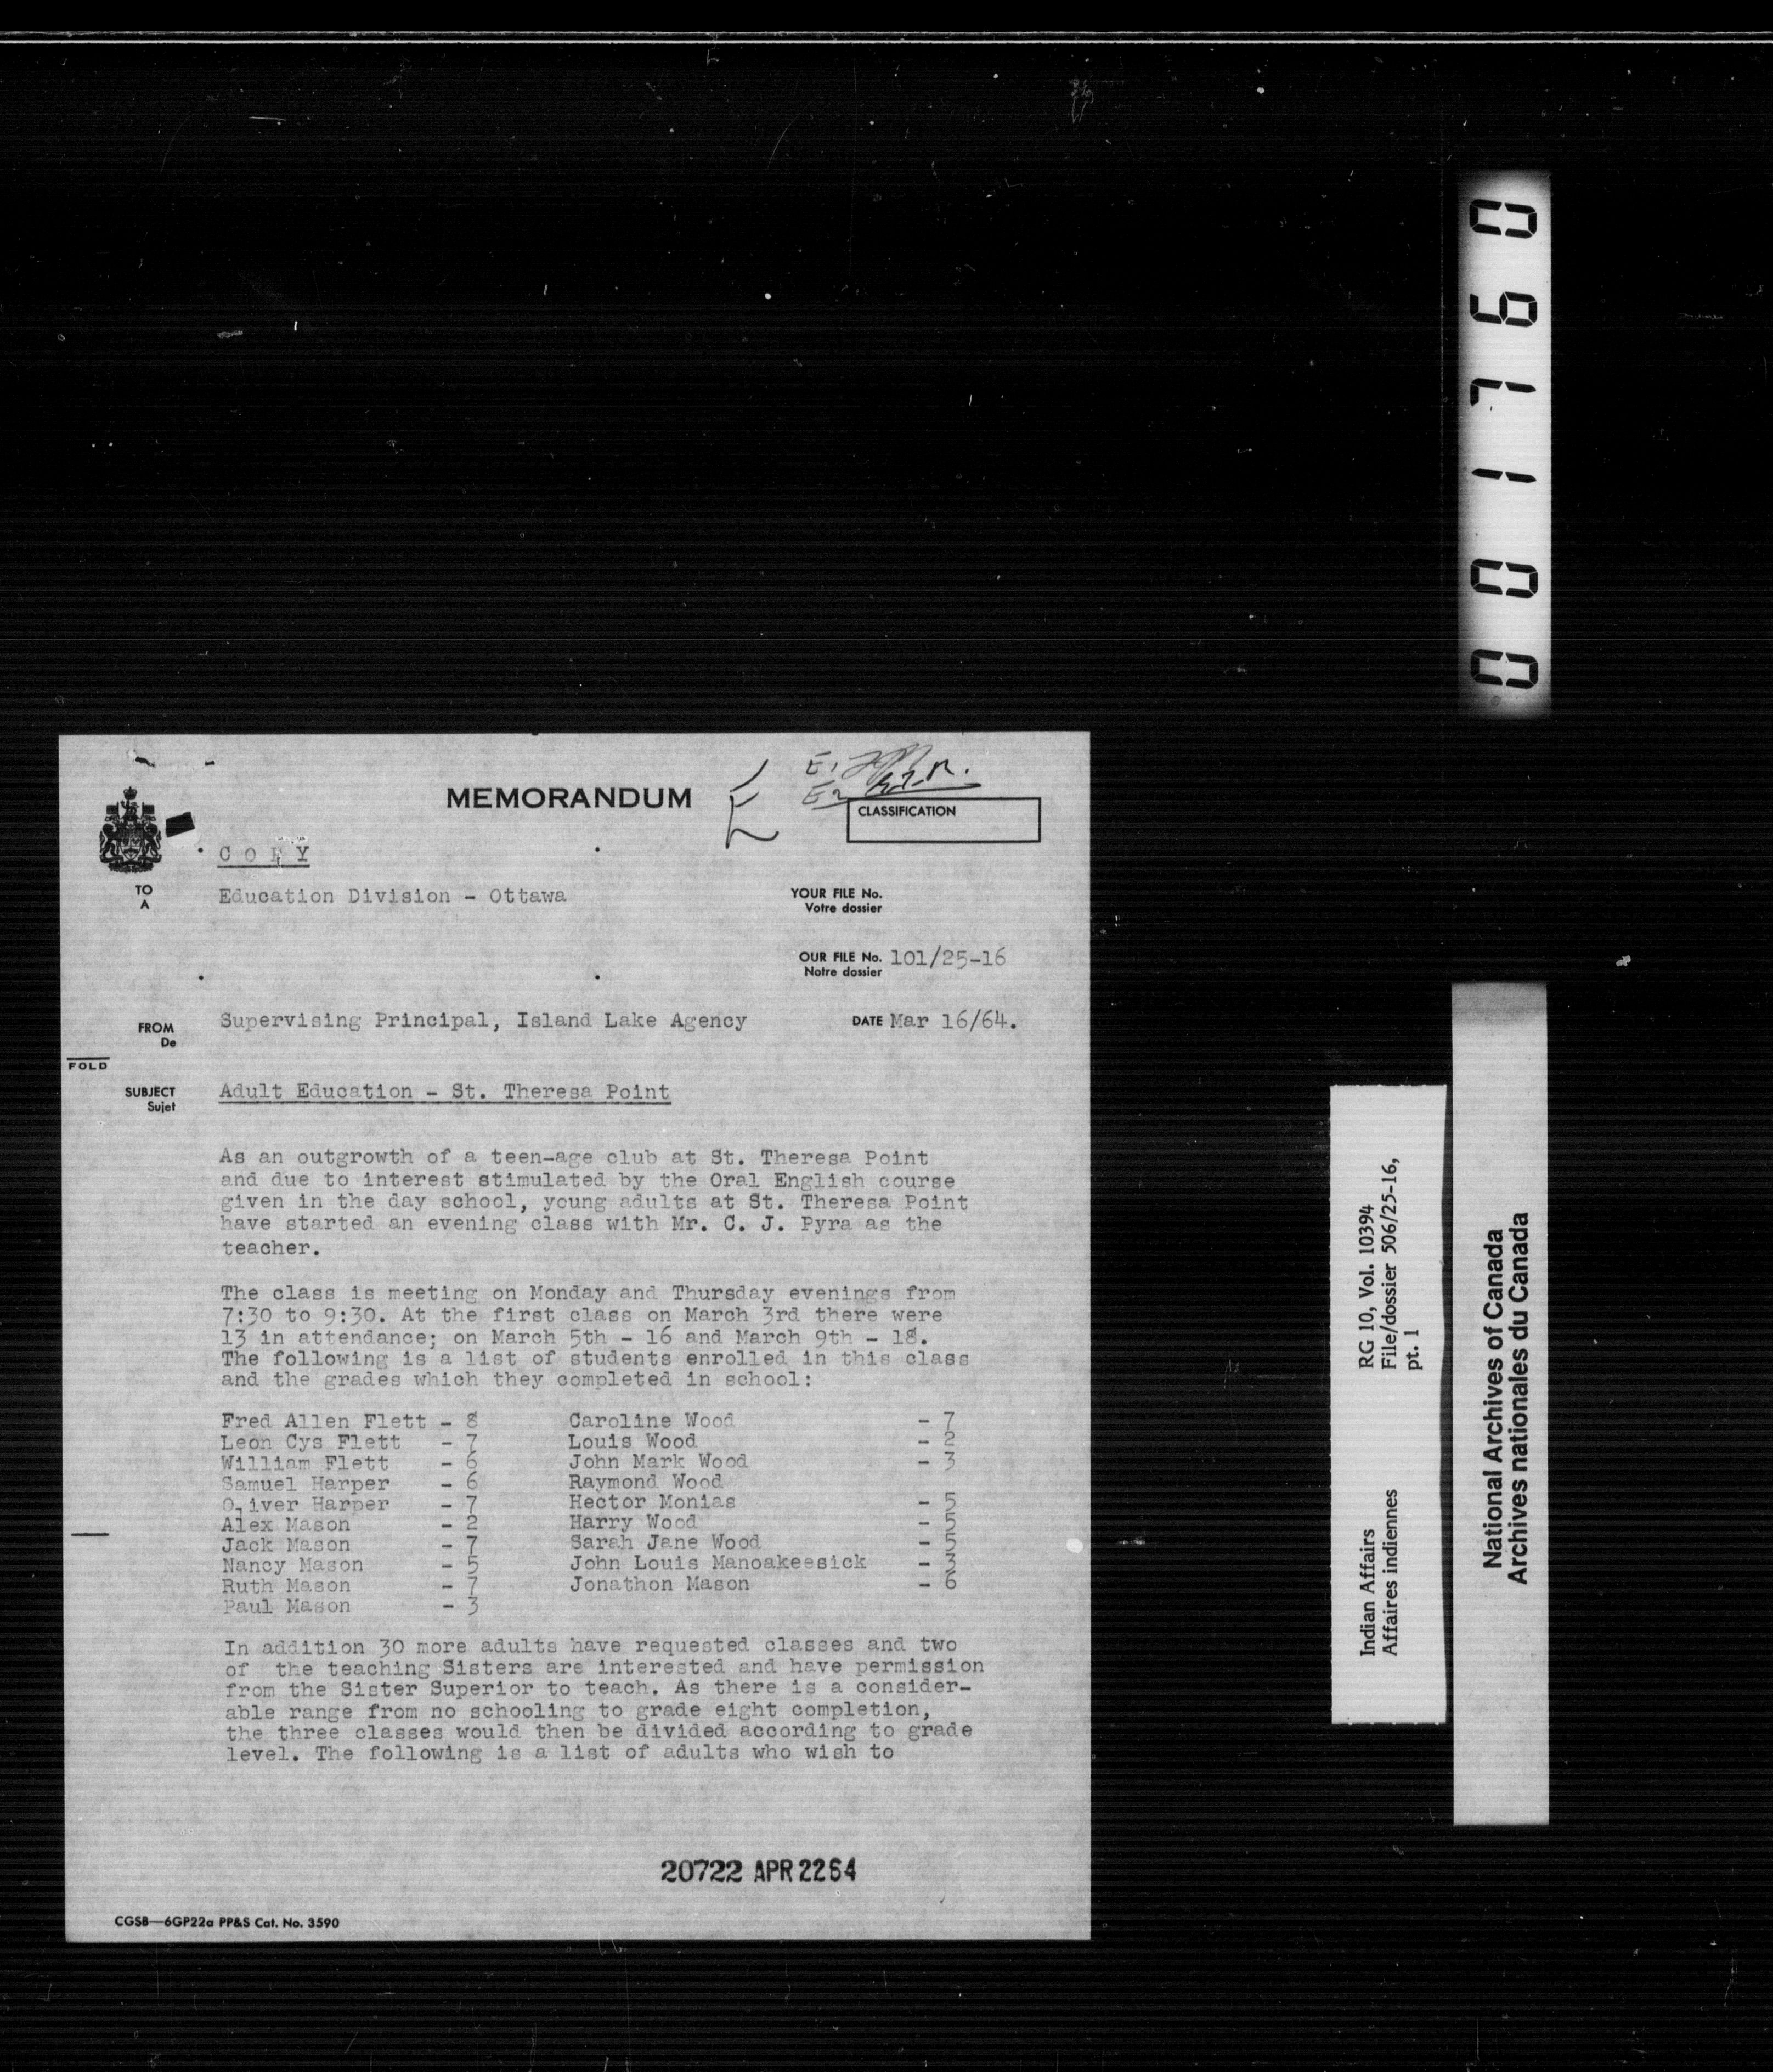 MEMORANDUM
E
E1
E2
CLASSIFICATION
C O P Y
TO
A
Education Division - Ottawa
YOUR FILE No.
Votre dossier
OUR FILE No. 101/25-16
Notre dossier
FROM
De
Supervising Principal, Island Lake Agency
DATE Mar 16/64.
FOLD
SUBJECT
Sujet
Adult Education - St. Theresa Point
As an outgrowth of a teen-age club at St. Theresa Point
and due to interest stimulated by the Oral English course
given in the day school, young adults at St. Theresa Point
have started an evening class with Mr. C. J. Pyra as the
teacher.
The class is meeting on Monday and Thursday evenings from
7:30 to 9:30. At the first class on March 3rd there were
13 in attendance; on March 5th - 16 and March 9th - 18.
The following is a list of students enrolled in this class
and the grades which they completed in school:
Fred Allen Flett - 8 Caroline Wood - 7
Leon Cys Flett - 7 Louis Wood - 2
William Flett - 6 John Mark Wood - 3
Samuel Harper - 6 Raymond Wood
Oliver Harper - 7 Hector Monias - 5
Alex Mason - 2 Harry Wood - 5
Jack Mason - 7 Sarah Jane Wood - 5
Nancy Mason - 5 John Louis Manoakeesick - 3
Ruth Mason - 7 Jonathon Mason - 6
Paul Mason - 3
In addition 30 more adults have requested classes and two
of the teaching Sisters are interested and have permission
from the Sister Superior to teach. As there is a consider-
able range from no schooling to grade eight completion,
the three classes would then be divided according to grade
level. The following is a list of adults who wish to
20722 APR 22 64
CGSB—6GP22a PP&S Cat. No. 3590
001760
Indian Affairs RG 10, Vol. 10394
Affaires indiennes File/dossier 506/25-16,
pt. 1
National Archives of Canada
Archives nationales du Canada